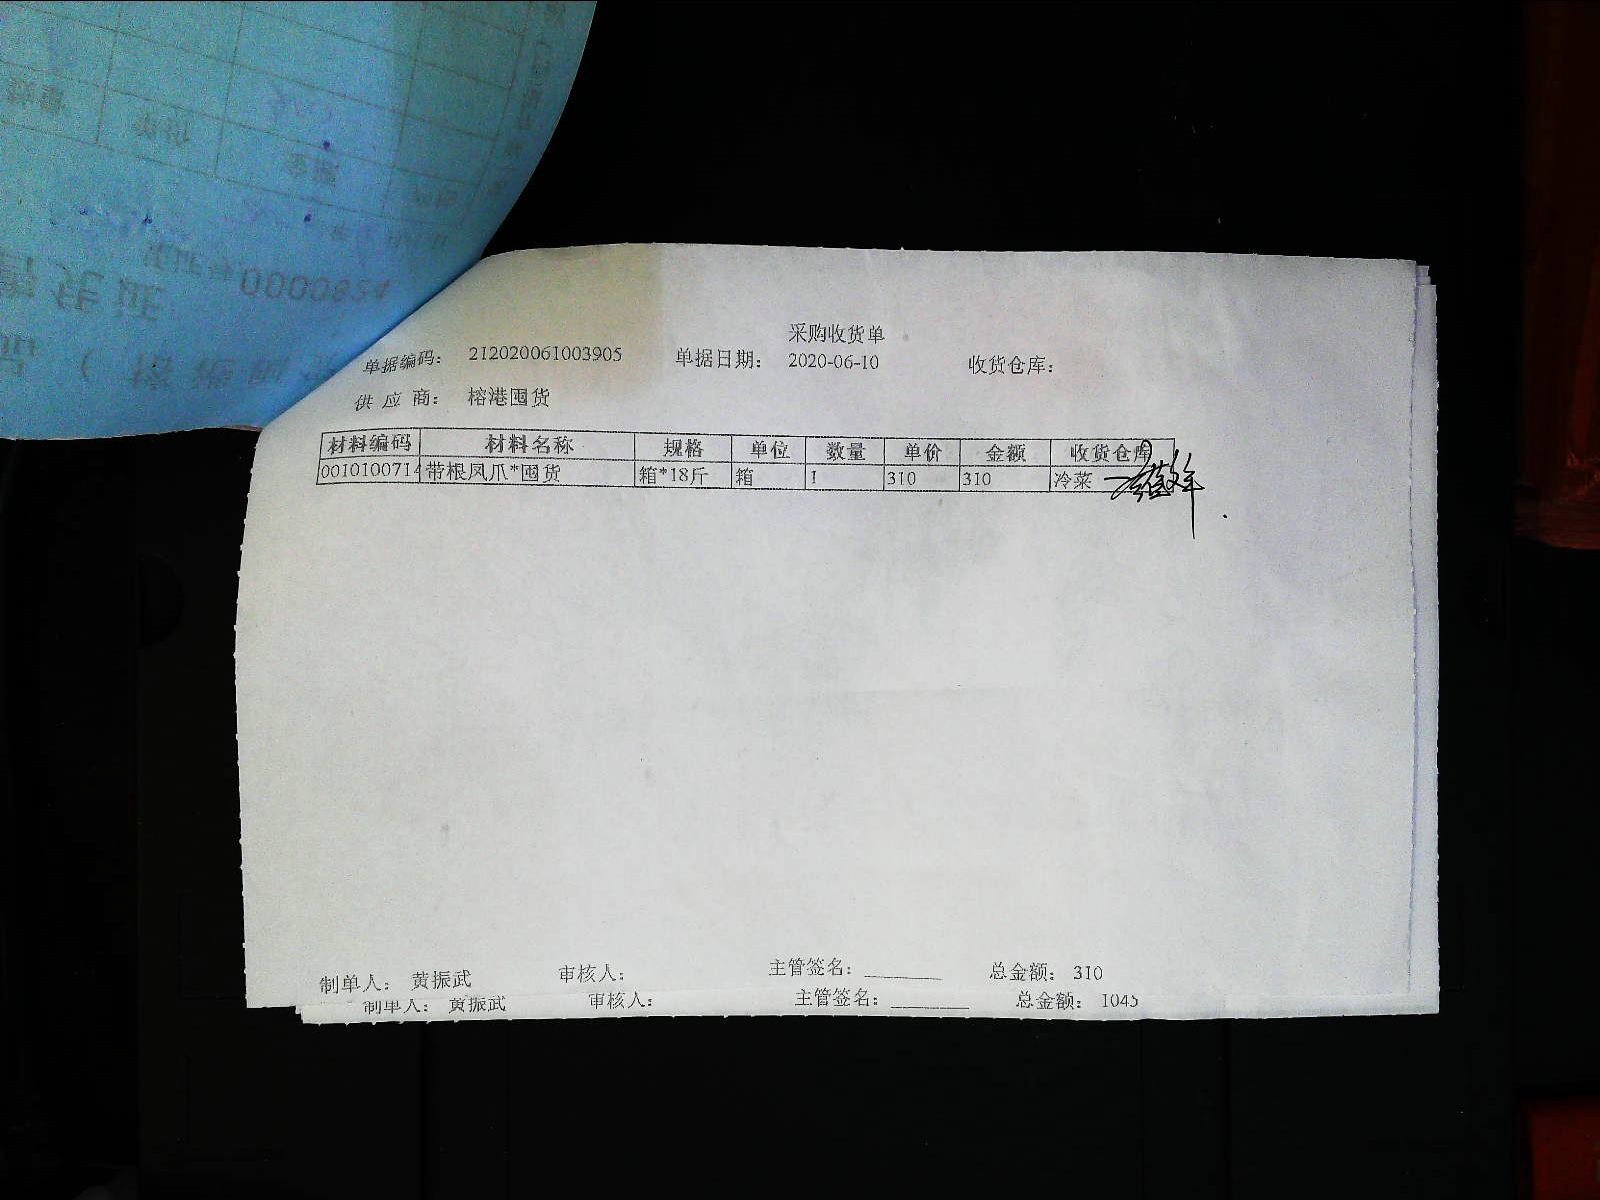 采购收货单
单据编码: 212020061003905 单据日期: 2020-06-10 收货仓库:
供应商: 榕港囤货
材料编码 材料名称 规格 单位 数量 单价 金额 收货仓库
0010100714 带根凤爪*囤货 箱*18斤 箱 1 310 310 冷菜
制单人: 黄振武 审核人: 主管签名: ________ 总金额: 310
制单人: 黄振武 审核人: 主管签名: ________ 总金额: 1045